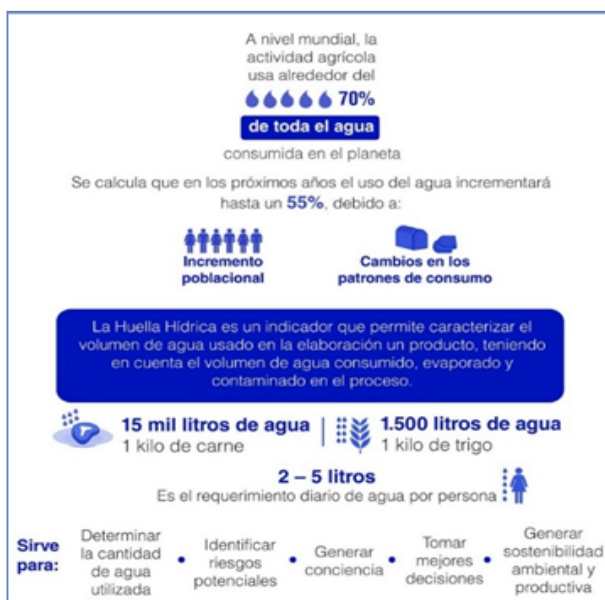 A nivel mundial, la
actividad agrícola
usa alrededor del
70%
de toda el agua
consumida en el planeta
Se calcula que en los próximos años el uso del agua incrementará
hasta un 55%, debido a:
Incremento
poblacional
Cambios en los
patrones de consumo
La Huella Hídrica es un indicador que permite caracterizar el
volumen de agua usado en la elaboración un producto, teniendo
en cuenta el volumen de agua consumido, evaporado y
contaminado en el proceso.
15 mil litros de agua
1 kilo de carne
1.500 litros de agua
1 kilo de trigo
2 – 5 litros
Es el requerimiento diario de agua por persona
Sirve
para:
Determinar
la cantidad
de agua
utilizada
Identificar
riesgos
potenciales
Generar
conciencia
Tomar
mejores
decisiones
Generar
sostenibilidad
ambiental y
productiva